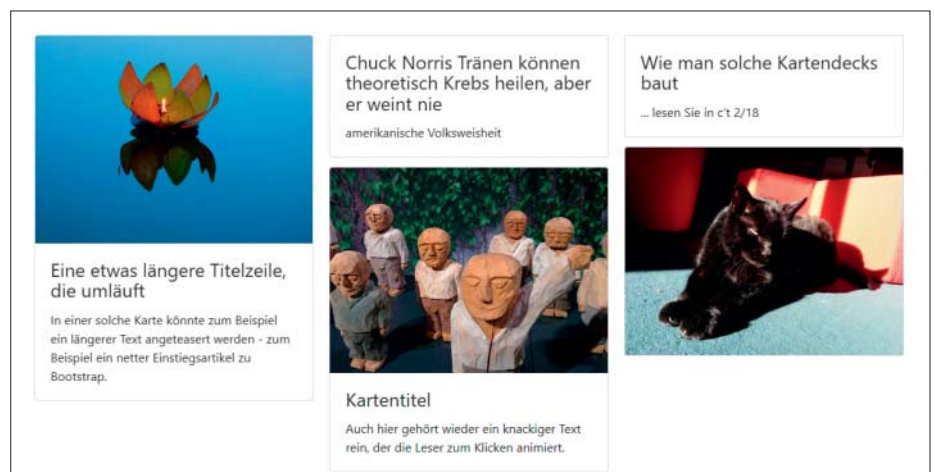 Eine etwas längere Titelzeile,
die umläuft
In einer solche Karte könnte zum Beispiel
ein längerer Text angeteasert werden - zum
Beispiel ein netter Einstiegsartikel zu
Bootstrap.
Chuck Norris Tränen können
theoretisch Krebs heilen, aber
er weint nie
amerikanische Volksweisheit
Kartentitel
Auch hier gehört wieder ein knackiger Text
rein, der die Leser zum Klicken animiert.
Wie man solche Kartendecks
baut
... lesen Sie in c't 2/18